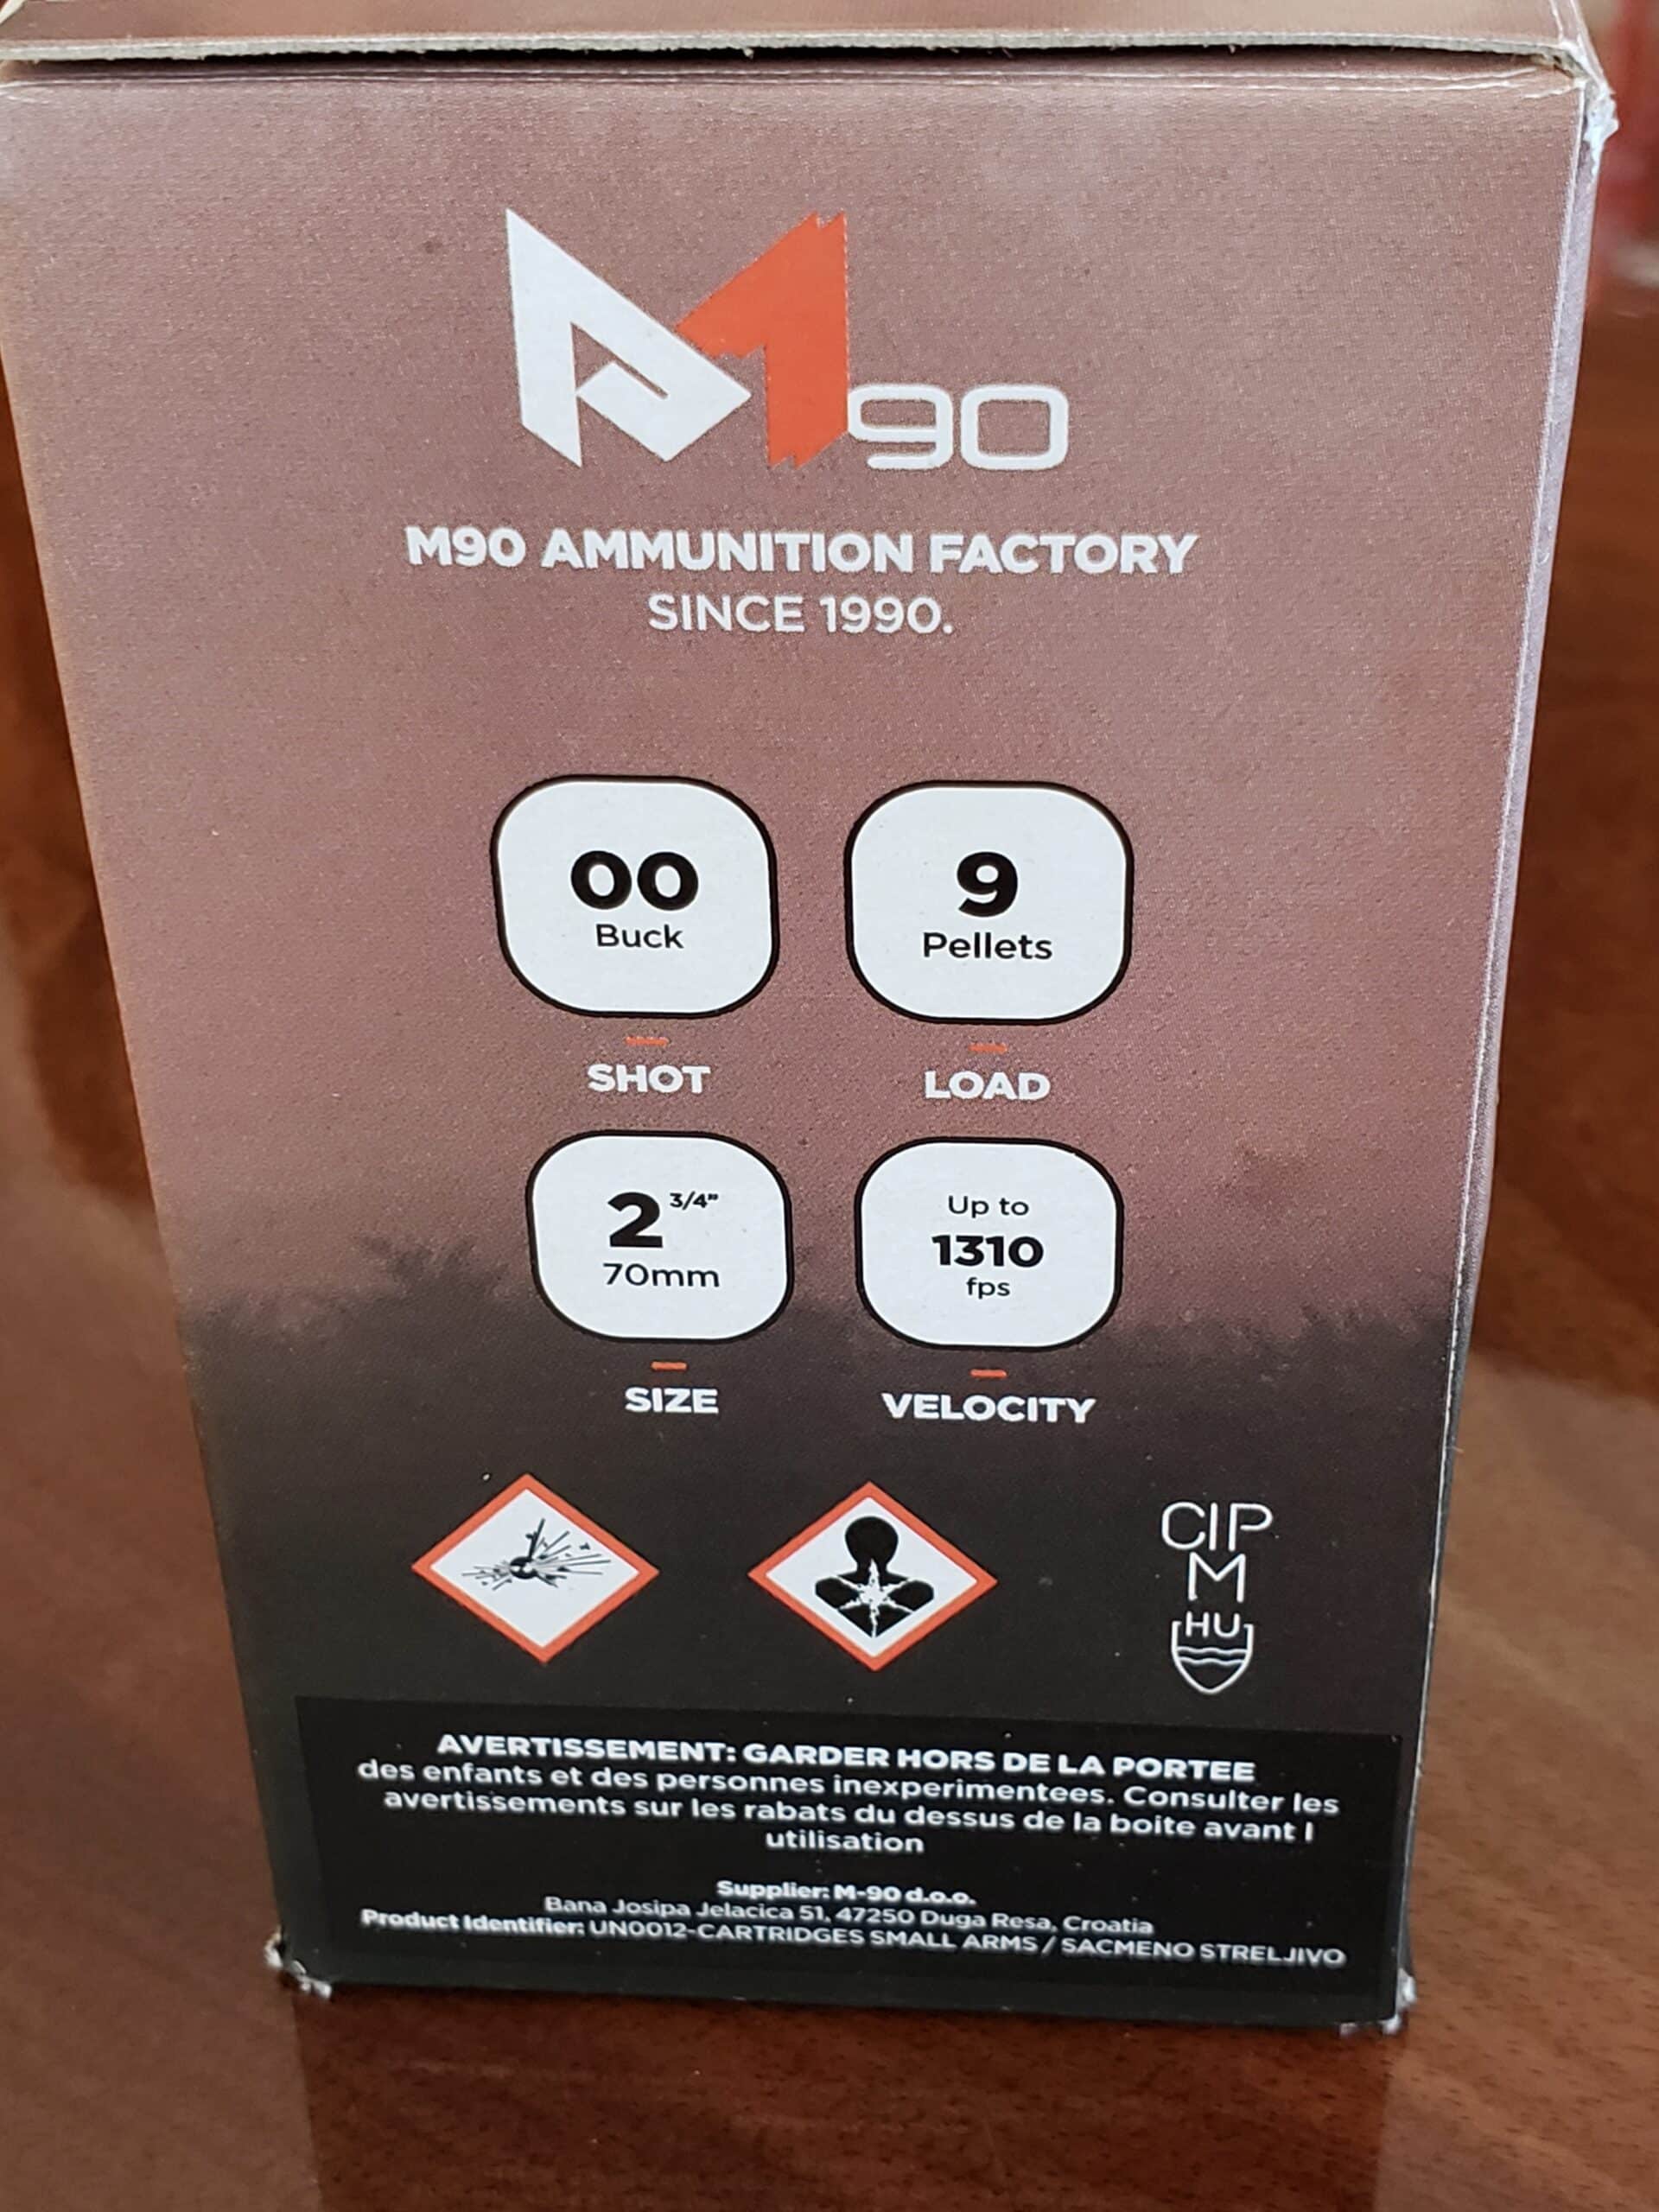 M90
M90 AMMUNITION FACTORY
SINCE 1990.
00
Buck
SHOT
9
Pellets
LOAD
2 3/4"
70mm
SIZE
Up to
1310
fps
VELOCITY
CIP
M
HU
AVERTISSEMENT: GARDER HORS DE LA PORTEE
des enfants et des personnes inexperimentees. Consulter les
avertissements sur les rabats du dessus de la boite avant l
utilisation
Supplier: M-90 d.o.o.
Bana Josipa Jelacica 51, 47250 Duga Resa, Croatia
Product Identifier: UN0012-CARTRIDGES SMALL ARMS / SACMENO STRELJIVO